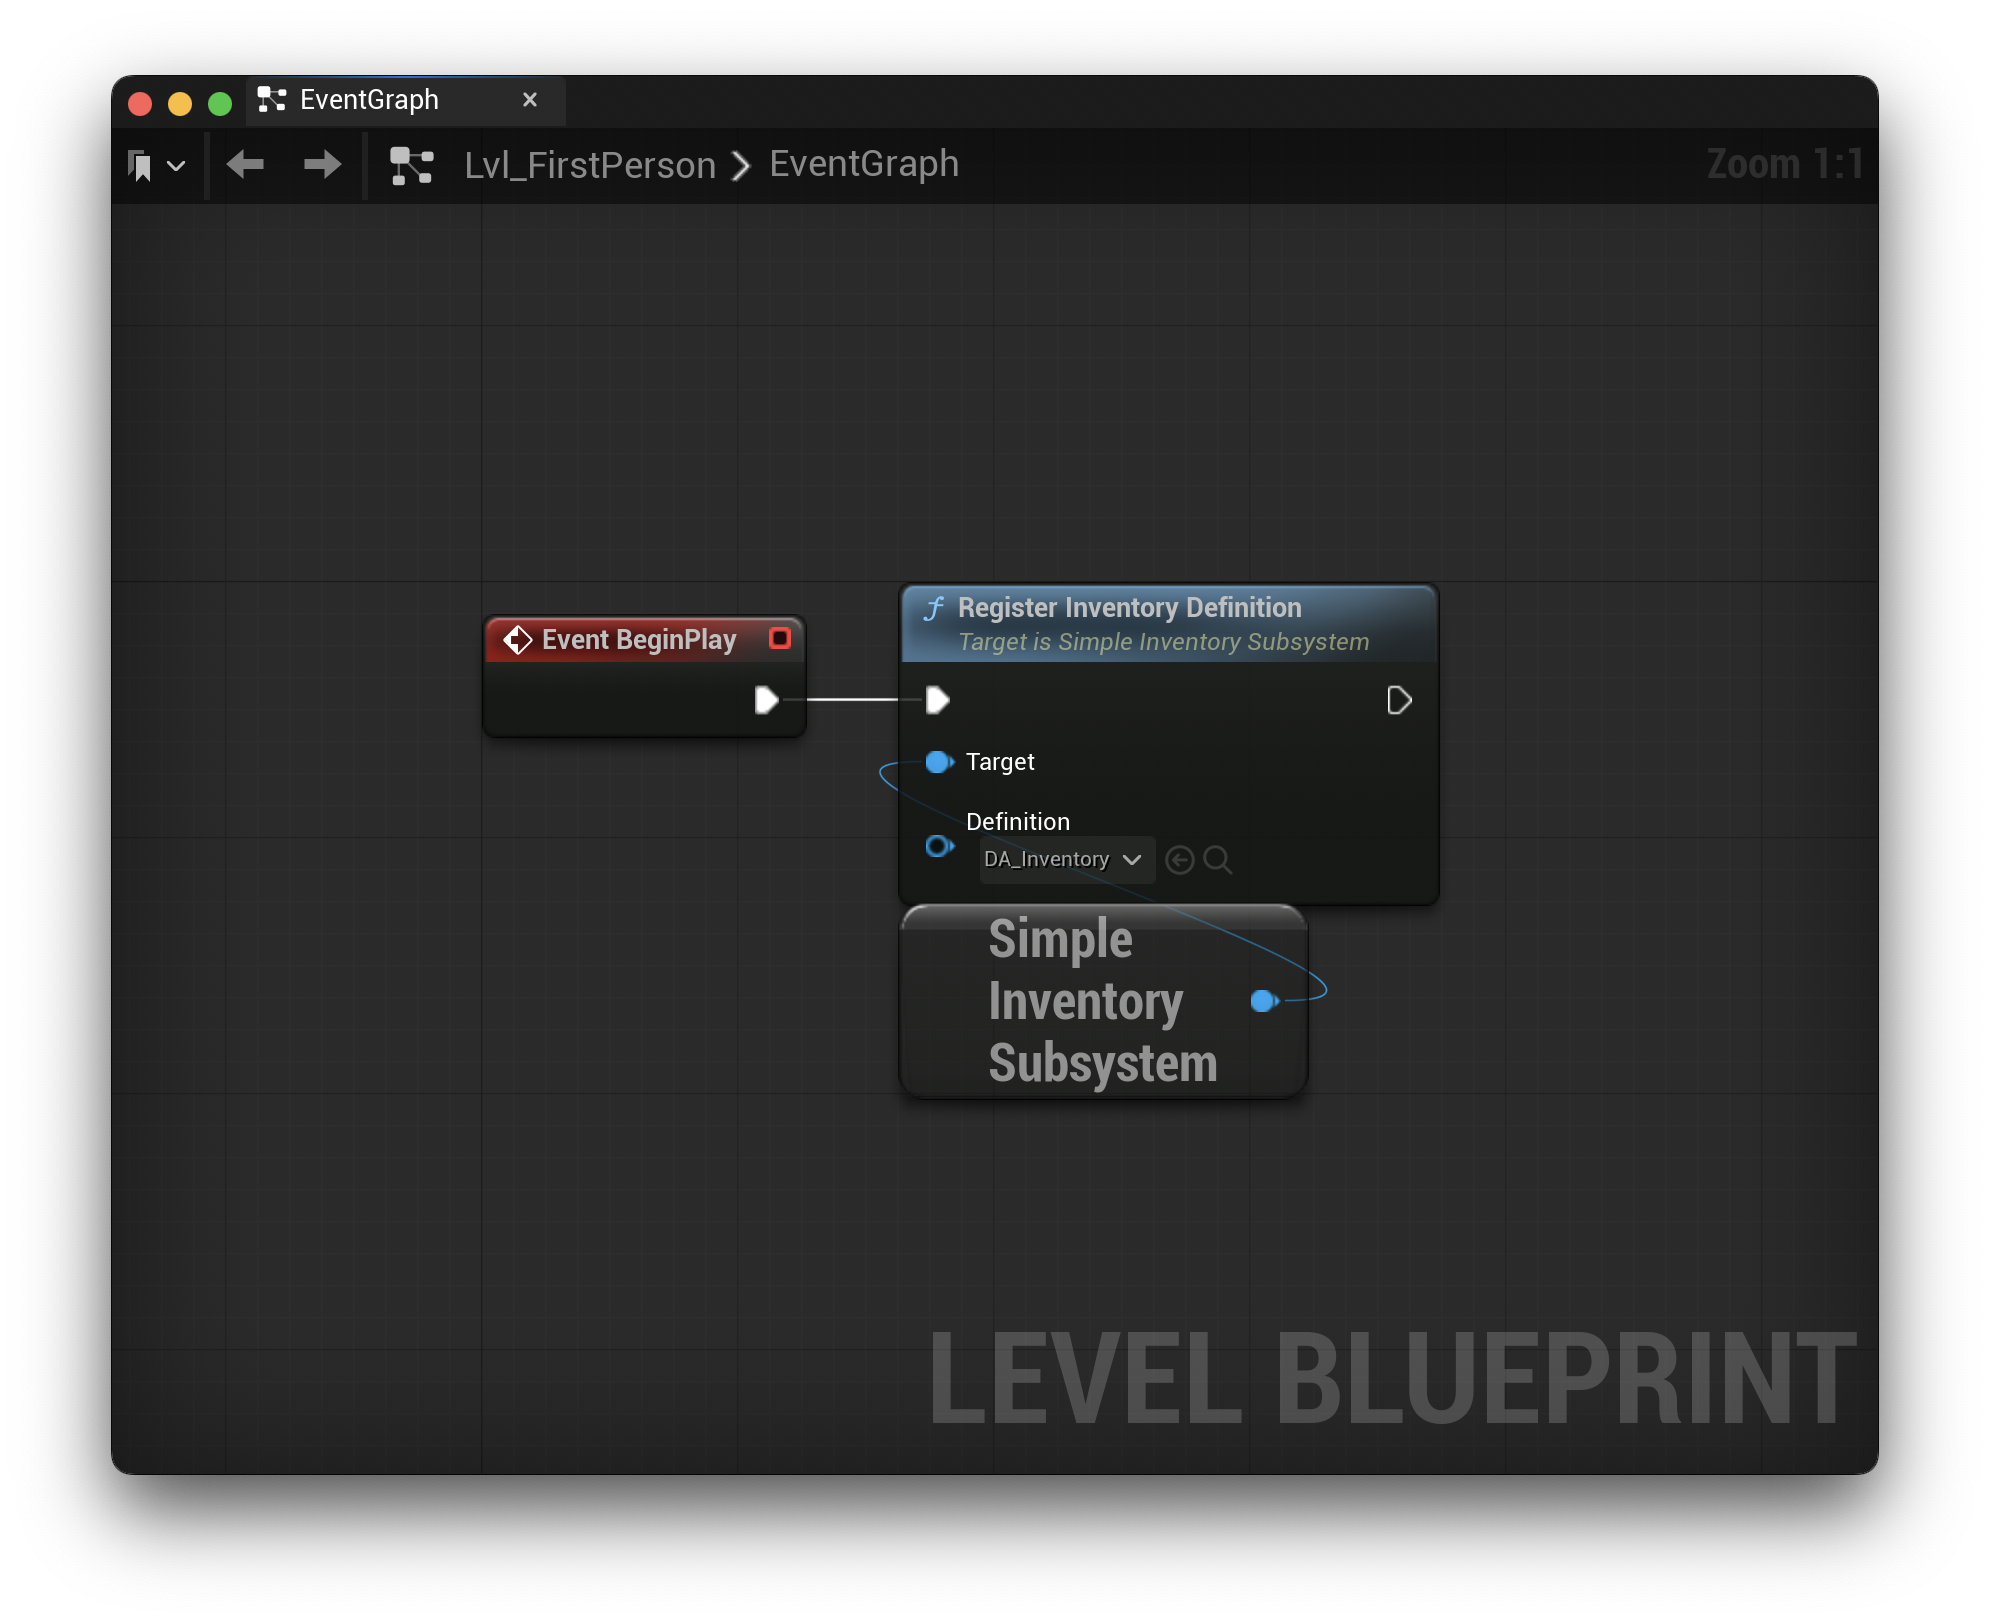 EventGraph
Lvl_FirstPerson
EventGraph
Zoom 1:1
Event BeginPlay
Register Inventory Definition
Target is Simple Inventory Subsystem
Target
Definition
DA_Inventory
Simple
Inventory
Subsystem
LEVEL BLUEPRINT